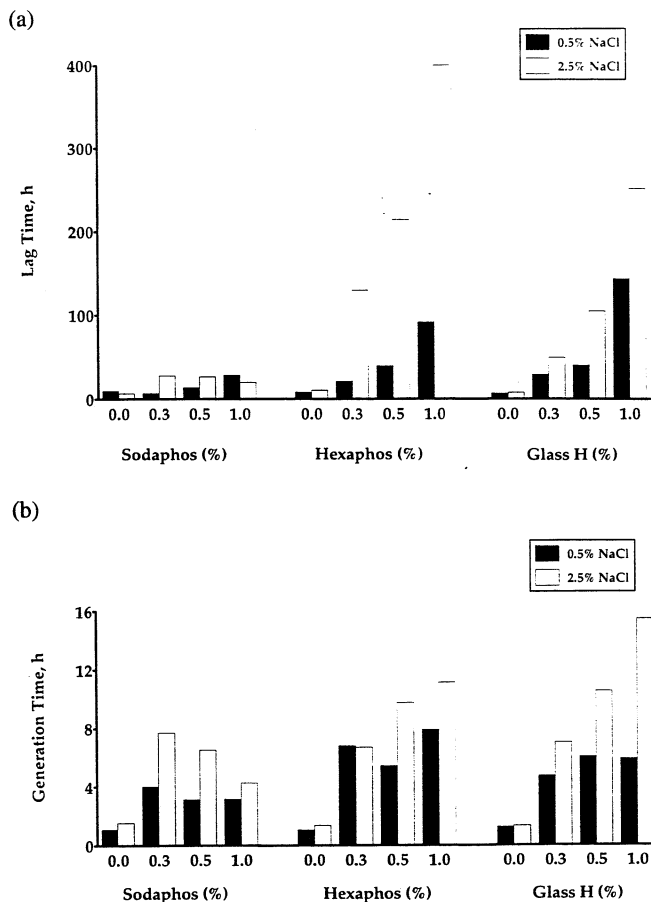 (a)
0.5% NaCl
2.5% NaCl
400
300
200
100
0
Lag Time, h
0.0 0.3 0.5 1.0 0.0 0.3 0.5 1.0 0.0 0.3 0.5 1.0
Sodaphos (%) Hexaphos (%) Glass H (%)
(b)
0.5% NaCl
2.5% NaCl
16
12
8
4
0
Generation Time, h
0.0 0.3 0.5 1.0 0.0 0.3 0.5 1.0 0.0 0.3 0.5 1.0
Sodaphos (%) Hexaphos (%) Glass H (%)